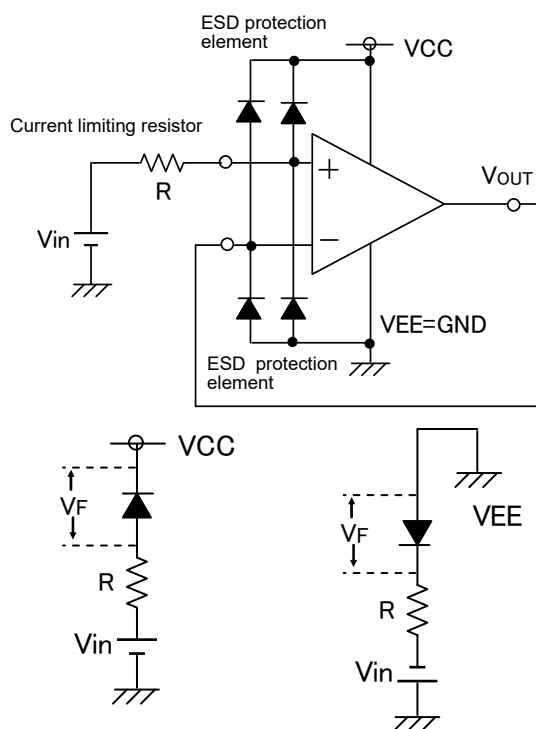 ESD protection
element
VCC
Current limiting resistor
R
Vin
+
−
VOUT
VEE=GND
ESD protection
element
VCC
VF
R
Vin
VEE
VF
R
Vin